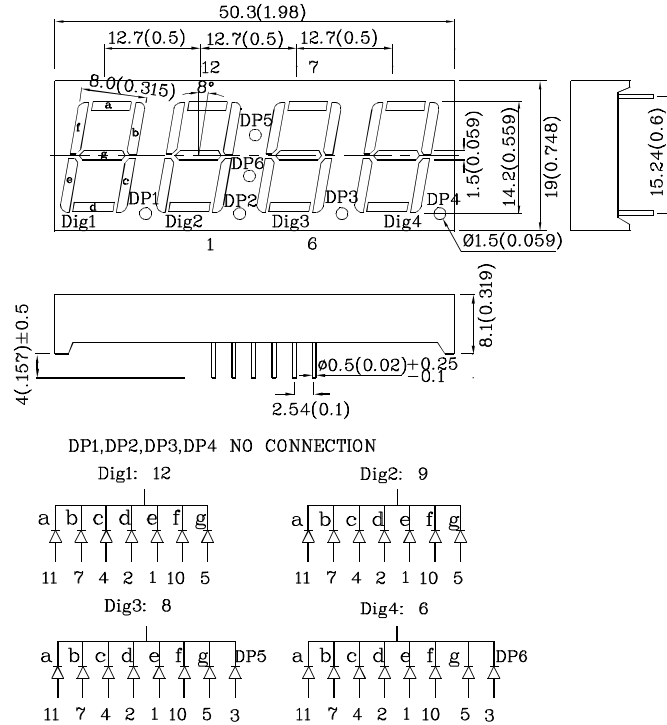 50.3(1.98)
12.7(0.5) 12.7(0.5) 12.7(0.5)
12 7
8.0(0.315) 8°
a
f b
g
e c
d
DP5
DP6
DP1 DP2 DP3 DP4
Dig1 Dig2 Dig3 Dig4
1 6
1.5(0.059)
14.2(0.559)
19(0.748)
15.24(0.6)
Ø1.5(0.059)
8.1(0.319)
4(.157)±0.5
ø0.5(0.02)+0.25
-0.1
2.54(0.1)
DP1,DP2,DP3,DP4 NO CONNECTION
Dig1: 12
a b c d e f g
11 7 4 2 1 10 5
Dig2: 9
a b c d e f g
11 7 4 2 1 10 5
Dig3: 8
a b c d e f g DP5
11 7 4 2 1 10 5 3
Dig4: 6
a b c d e f g DP6
11 7 4 2 1 10 5 3